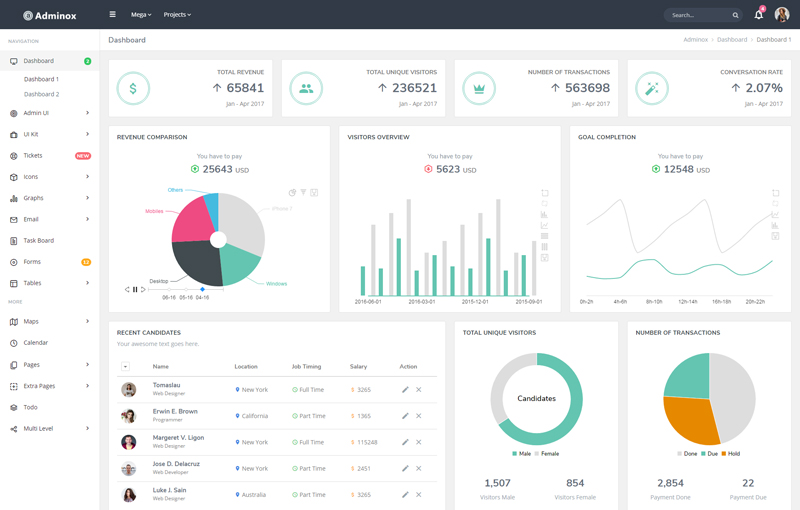 Adminox
Mega
Projects
Search...
4
NAVIGATION
Dashboard
2
Dashboard 1
Dashboard 2
Admin UI
UI Kit
Tickets
NEW
Icons
Graphs
Email
Task Board
Forms
Tables
MORE
Maps
Calendar
Pages
Extra Pages
Todo
Multi Level
Dashboard
Adminox > Dashboard > Dashboard 1
$
TOTAL REVENUE
65841
Jan - Apr 2017
TOTAL UNIQUE VISITORS
236521
Jan - Apr 2017
NUMBER OF TRANSACTIONS
563698
Jan - Apr 2017
CONVERSATION RATE
2.07%
Jan - Apr 2017
REVENUE COMPARISON
You have to pay
25643 USD
Others
Mobiles
iPhone 7
Desktop
Windows
06-16 05-16 04-16
VISITORS OVERVIEW
You have to pay
5623 USD
2016-06-01 2016-03-01 2015-12-01 2015-09-01
GOAL COMPLETION
You have to pay
12548 USD
0h-2h 4h-6h 8h-10h 12h-14h 16h-18h 20h-22h
RECENT CANDIDATES
Your awesome text goes here.
Name Location Job Timing Salary Action
Tomaslau
Web Designer
New York Full Time $ 3265
Erwin E. Brown
Programmer
California Part Time $ 1365
Margeret V. Ligon
Web Designer
New York Full Time $ 115248
Jose D. Delacruz
Web Developer
New York Part Time $ 2451
Luke J. Sain
Web Designer
Australia Part Time $ 3265
TOTAL UNIQUE VISITORS
Candidates
Male Female
1,507
Visitors Male
854
Visitors Female
NUMBER OF TRANSACTIONS
Done Due Hold
2,854
Payment Done
22
Payment Due